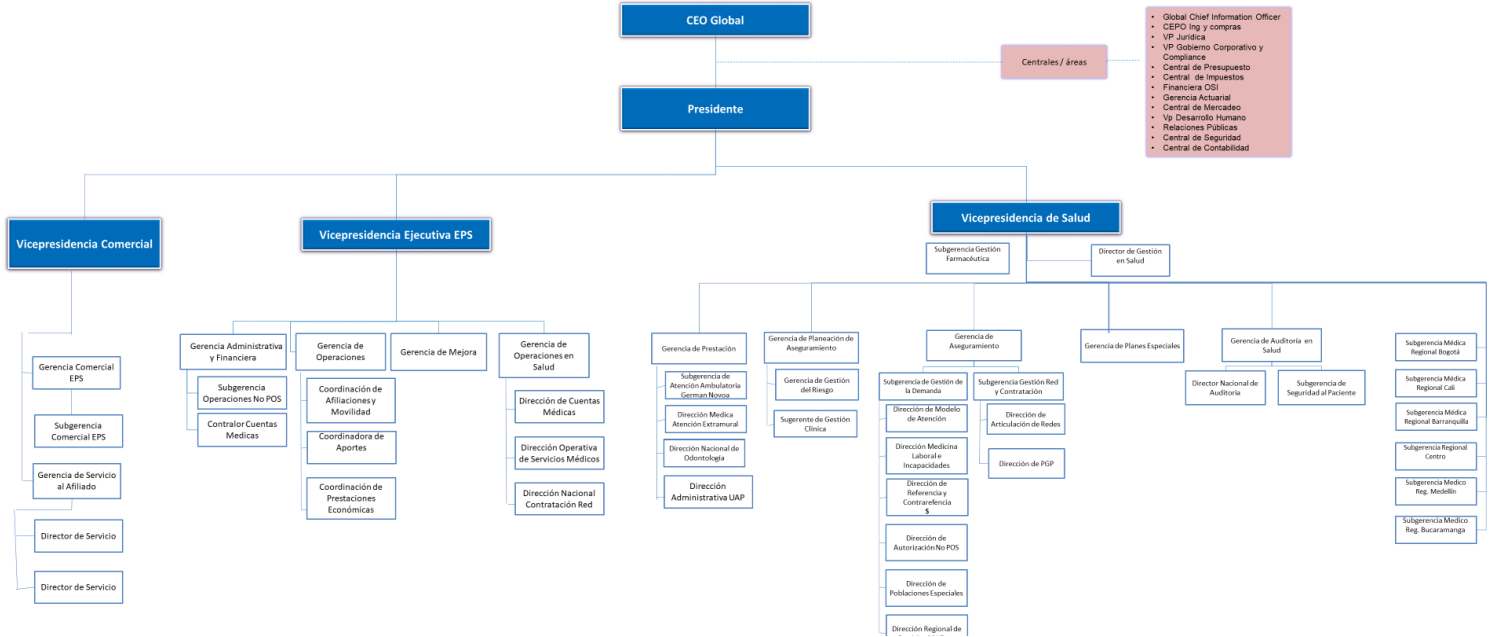 CEO Global
• Global Chief Information Officer
• CEPO Ing y compras
• VP Jurídica
• VP Gobierno Corporativo y
Compliance
• Central de Presupuesto
• Central de Impuestos
• Financiera OSI
• Gerencia Actuarial
• Central de Mercadeo
• Vp Desarrollo Humano
• Relaciones Públicas
• Central de Seguridad
• Central de Contabilidad
Centrales / áreas
Presidente
Vicepresidencia Comercial
Vicepresidencia Ejecutiva EPS
Vicepresidencia de Salud
Subgerencia Gestión
Farmacéutica
Director de Gestión
en Salud
Gerencia Comercial
EPS
Subgerencia
Comercial EPS
Gerencia de Servicio
al Afiliado
Director de Servicio
Director de Servicio
Gerencia Administrativa
y Financiera
Subgerencia
Operaciones No POS
Contralor Cuentas
Medicas
Gerencia de
Operaciones
Coordinación de
Afiliaciones y
Movilidad
Coordinadora de
Aportes
Coordinación de
Prestaciones
Económicas
Gerencia de Mejora
Gerencia de
Operaciones en
Salud
Dirección de Cuentas
Médicas
Dirección Operativa
de Servicios Médicos
Dirección Nacional
Contratación Red
Gerencia de Prestación
Subgerencia de
Atención Ambulatoria
German Novoa
Dirección Medica
Atención Extramural
Dirección Nacional de
Odontología
Dirección
Administrativa UAP
Gerencia de Planeación de
Aseguramiento
Gerencia de Gestión
del Riesgo
Sugerente de Gestión
Clínica
Gerencia de
Aseguramiento
Subgerencia de Gestión de
la Demanda
Dirección de Modelo
de Atención
Dirección Medicina
Laboral e
Incapacidades
Dirección de
Referencia y
Contrarefencia
$
Dirección de
Autorización No POS
Dirección de
Poblaciones Especiales
Dirección Regional de
Subgerencia Gestión Red
y Contratación
Dirección de
Articulación de Redes
Dirección de PGP
Gerencia de Planes Especiales
Gerencia de Auditoría en
Salud
Director Nacional de
Auditoría
Subgerencia de
Seguridad al Paciente
Subgerencia Médica
Regional Bogotá
Subgerencia Médica
Regional Cali
Subgerencia Médica
Regional Barranquilla
Subgerencia Regional
Centro
Subgerencia Medico
Reg. Medellín
Subgerencia Medico
Reg. Bucaramanga